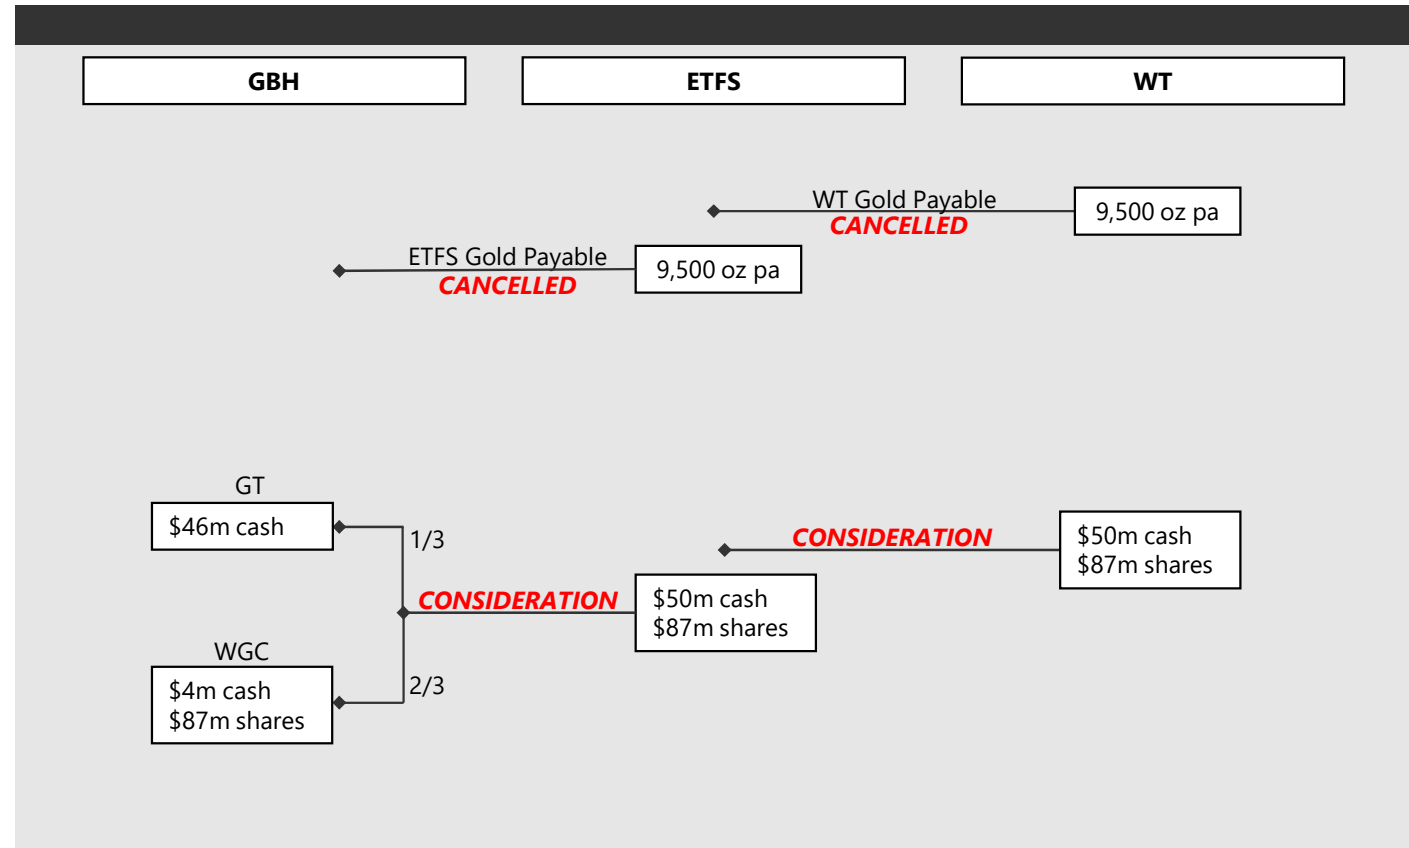 GBH
ETFS
WT
WT Gold Payable
CANCELLED
9,500 oz pa
ETFS Gold Payable
CANCELLED
9,500 oz pa
GT
$46m cash
1/3
CONSIDERATION
$50m cash
$87m shares
CONSIDERATION
$50m cash
$87m shares
WGC
$4m cash
$87m shares
2/3